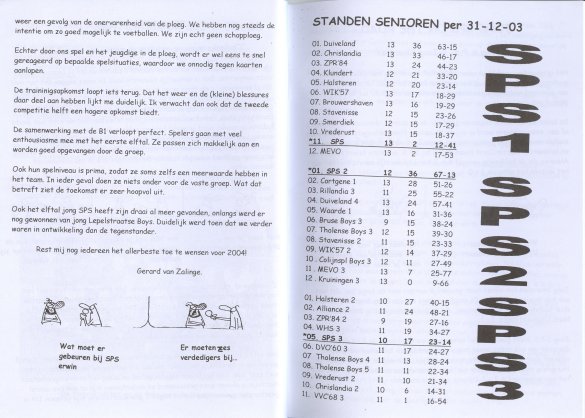 weer een gevolg van de onervarenheid van de ploeg. We hebben nog steeds de
intentie om zo goed mogelijk te voetballen. We zijn echt geen schopploeg.
Echter door ons spel en het jeugdige in de ploeg, wordt er wel eens te snel
gereageerd op bepaalde spelsituaties, waardoor we onnodig tegen kaarten
aanlopen.
De trainingsopkomst loopt iets terug. Dat het weer en de (kleine) blessures
daar deel aan hebben lijkt me duidelijk. Ik verwacht dan ook dat de tweede
competitie helft een hogere opkomst biedt.
De samenwerking met de B1 verloopt perfect. Spelers gaan met veel
enthousiasme mee met het eerste elftal. Ze passen zich makkelijk aan en
worden goed opgevangen door de groep.
Ook hun spelniveau is prima, zodat ze soms zelfs een meerwaarde hebben in
het team. In ieder geval doen ze niets onder voor de vaste groep. Wat dat
betreft ziet de toekomst er zeer hoopvol uit.
Ook het elftal jong SPS heeft zijn draai al meer gevonden, onlangs werd er
nog gewonnen van jong Lepelstraatse Boys. Duidelijk werd toen dat we verder
waren in ontwikkeling dan de tegenstander.
Rest mij nog iedereen het allerbeste toe te wensen voor 2004!
Gerard van Zalinge.
Wat moet er
gebeuren bij SPS
erwin
Er moeten zes
verdedigers bij..
STANDEN SENIOREN per 31-12-03
01. Duiveland 13 36 63-15
02. Chrislandia 13 33 46-17
03. ZPR'84 13 24 44-23
04. Klundert 12 21 33-20
05. Halsteren 12 20 23-14
06. WIK'57 13 17 18-29
07. Brouwershaven 13 16 19-29
08. Stavenisse 12 15 23-26
09. Smerdiek 12 15 17-29
10. Vrederust 13 15 18-37
*11. SPS 13 2 12-41
12. MEVO 13 2 17-53
SPS1
*01. SPS 2 12 36 67-13
02. Cortgene 1 13 28 51-26
03. Rillandia 3 11 25 55-22
04. Duiveland 4 13 24 57-41
05. Waarde 1 13 16 31-36
06. Bruse Boys 3 9 15 38-24
07. Tholense Boys 3 12 15 39-30
08. Stavenisse 2 11 15 23-33
09. WIK'57 2 12 14 37-29
10. Colijnspl Boys 3 12 11 27-49
11. MEVO 3 13 7 25-77
12. Kruiningen 3 13 0 9-66
SPS2
01. Halsteren 2 10 27 40-15
02. Alliance 2 11 24 48-21
03. ZPR'84 2 9 19 27-16
04. WHS 3 11 19 34-27
*05. SPS 3 10 17 23-14
06. DVO'60 3 11 17 24-27
07 Tholense Boys 4 11 13 28-24
08 Tholense Boys 5 11 11 22-34
09. Vrederust 2 11 10 21-34
10. Chrislandia 2 10 6 14-31
11. VVC'68 3 11 1 16-54
SPS3